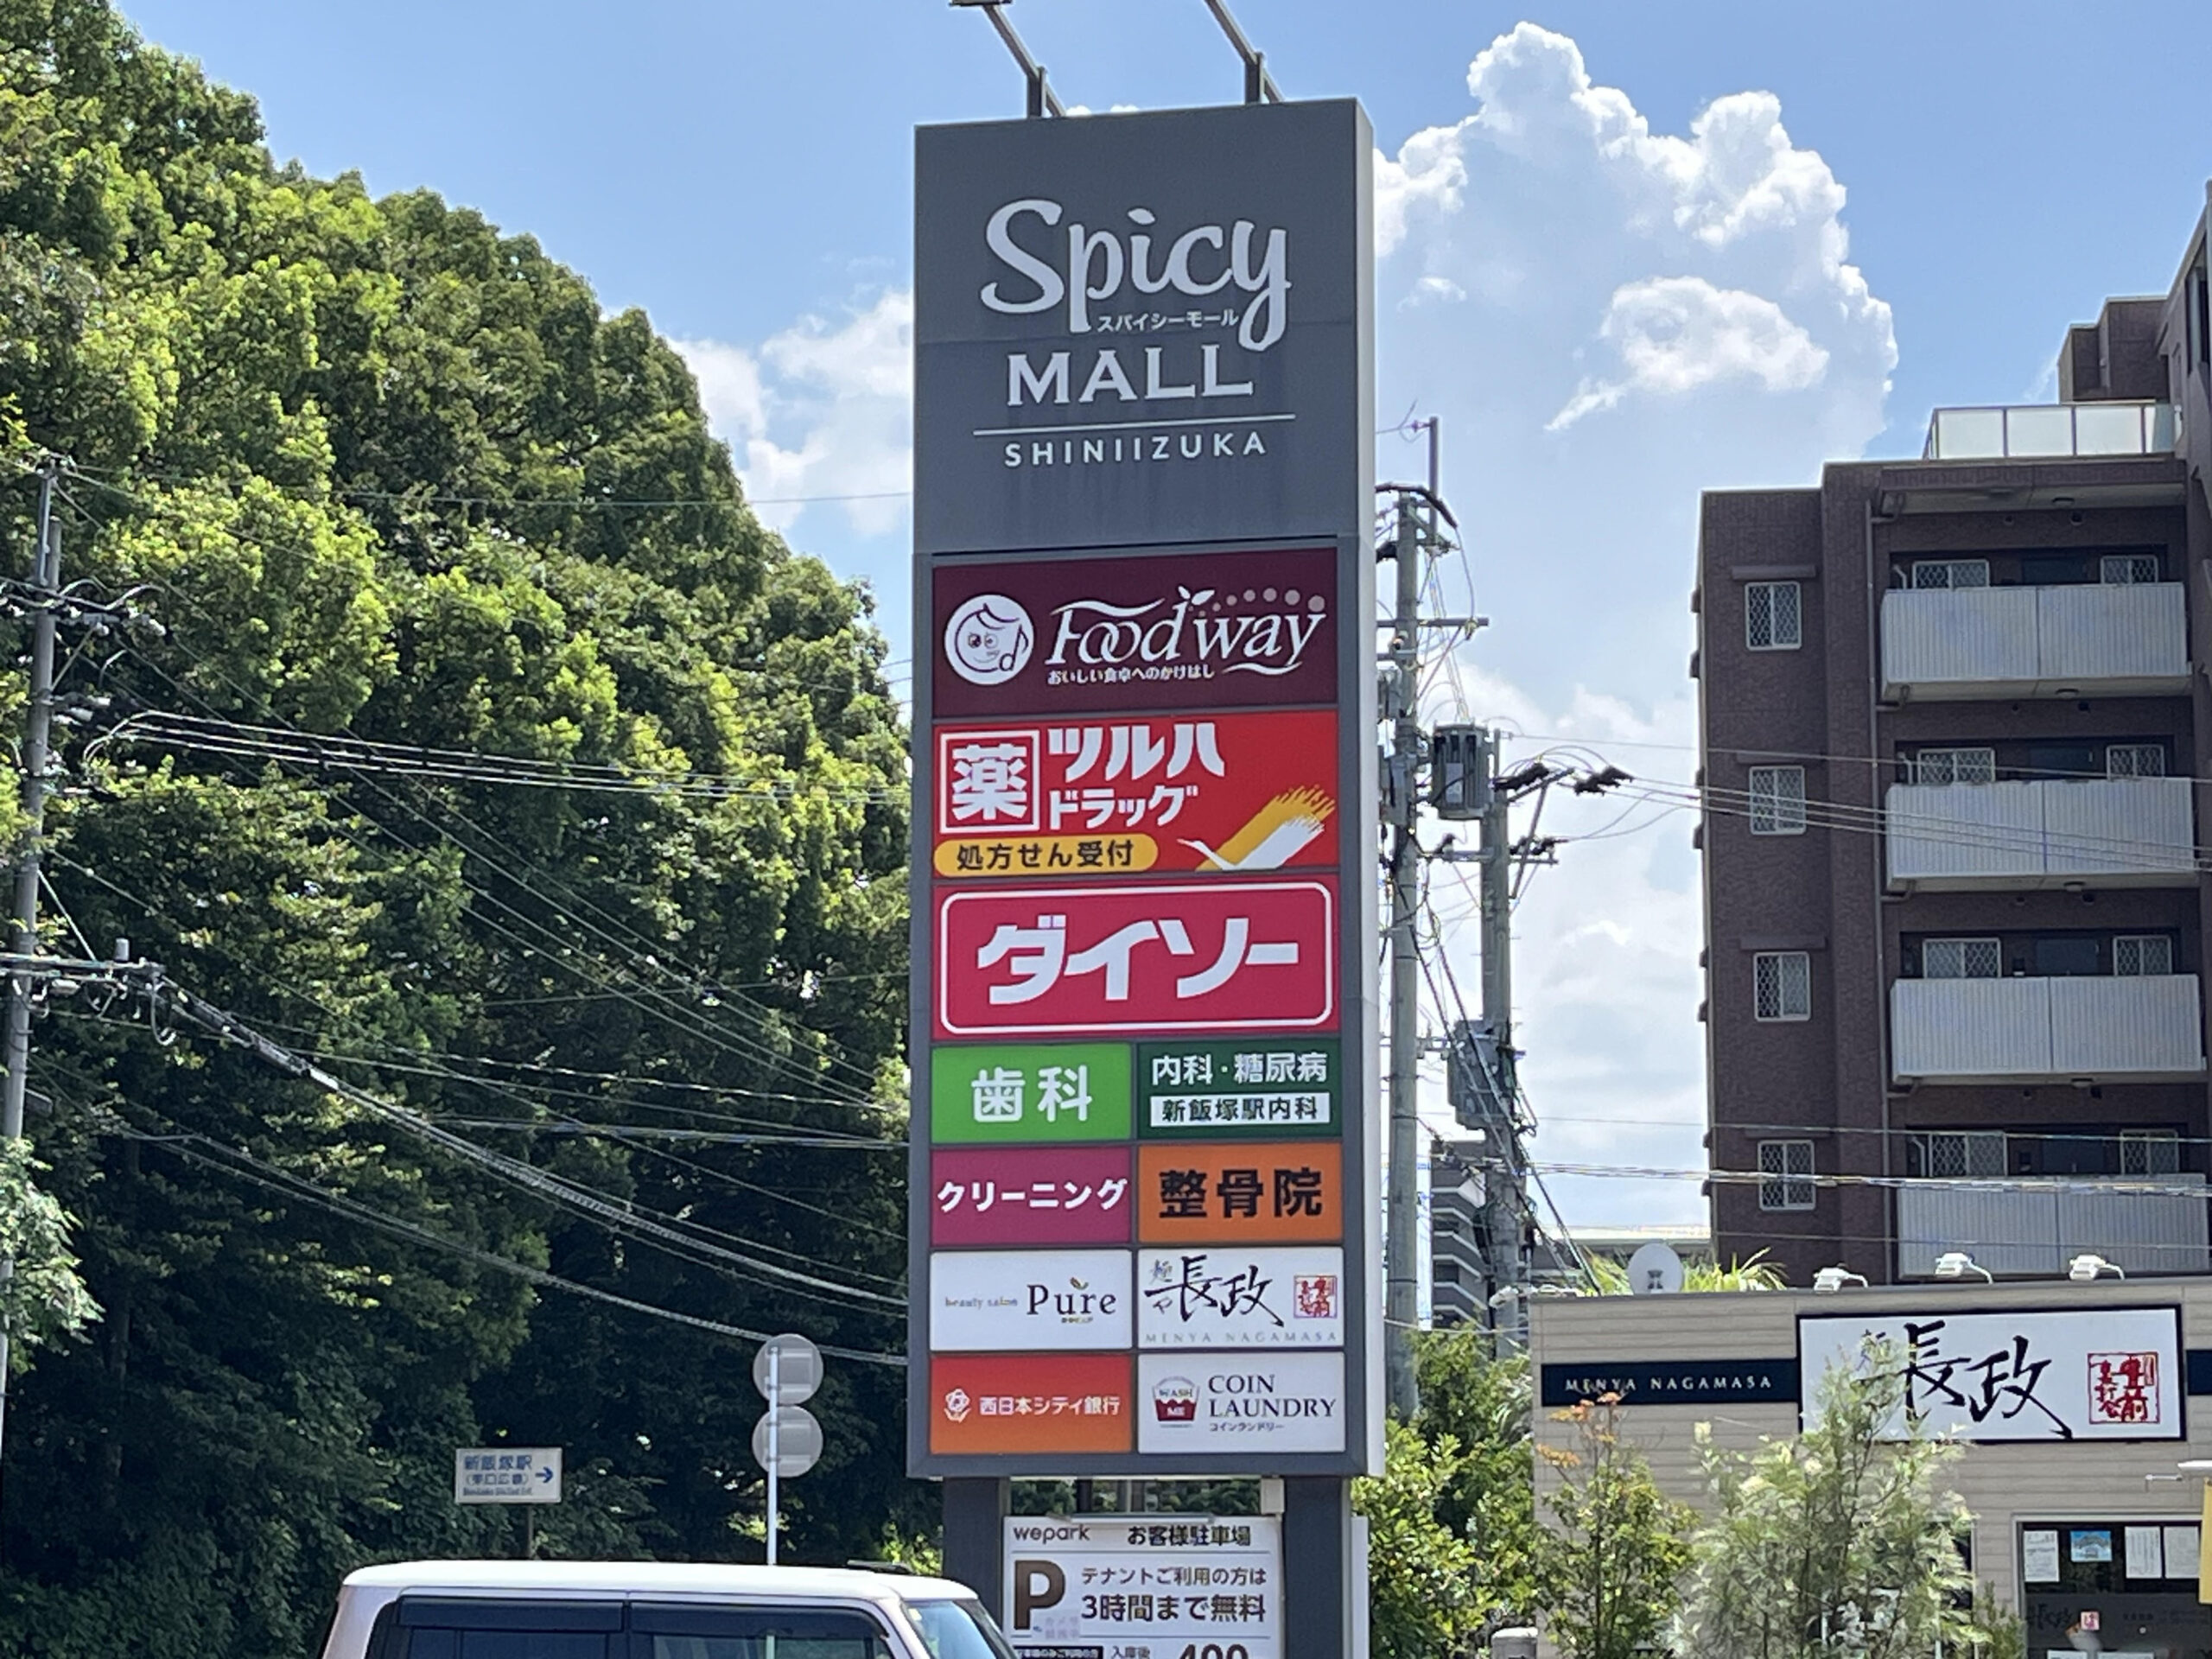 Spicy
スパイシーモール
MALL
SHINIIZUKA
Foodway
おいしい食卓へのかけはし
薬 ツルハ
ドラッグ
処方せん受付
ダイソー
歯科
内科・糖尿病
新飯塚駅内科
クリーニング
整骨院
beauty salon Pure
麺や 長政
MENYA NAGAMASA
西日本シティ銀行
WASH ME
COIN
LAUNDRY
コインランドリー
新飯塚駅
wepark お客様駐車場
P テナントご利用の方は
3時間まで無料
入庫後
400
MENYA NAGAMASA
長政